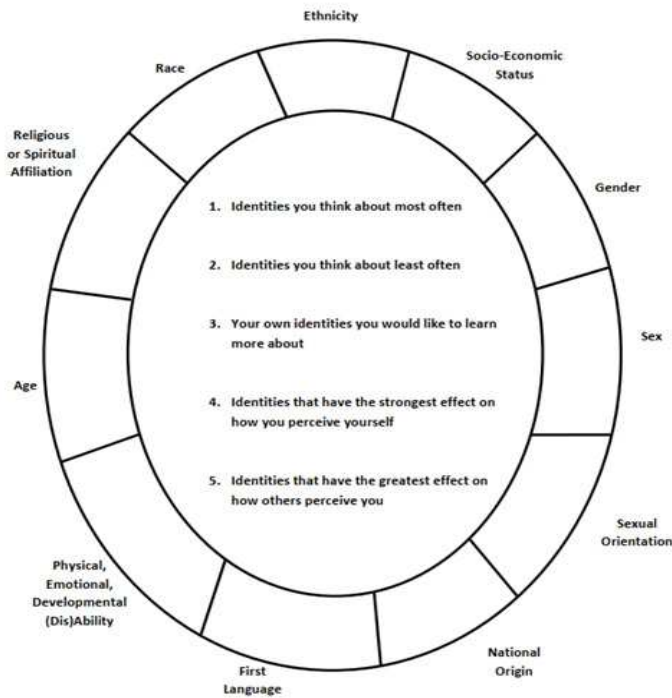 Ethnicity
Socio-Economic
Status
Gender
Sex
Sexual
Orientation
National
Origin
First
Language
Physical,
Emotional,
Developmental
(Dis)Ability
Age
Religious
or Spiritual
Affiliation
Race
1. Identities you think about most often
2. Identities you think about least often
3. Your own identities you would like to learn
more about
4. Identities that have the strongest effect on
how you perceive yourself
5. Identities that have the greatest effect on
how others perceive you